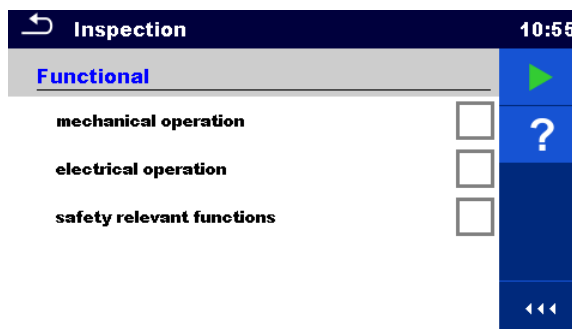 Inspection 10:55
Functional
mechanical operation
?
electrical operation
safety relevant functions